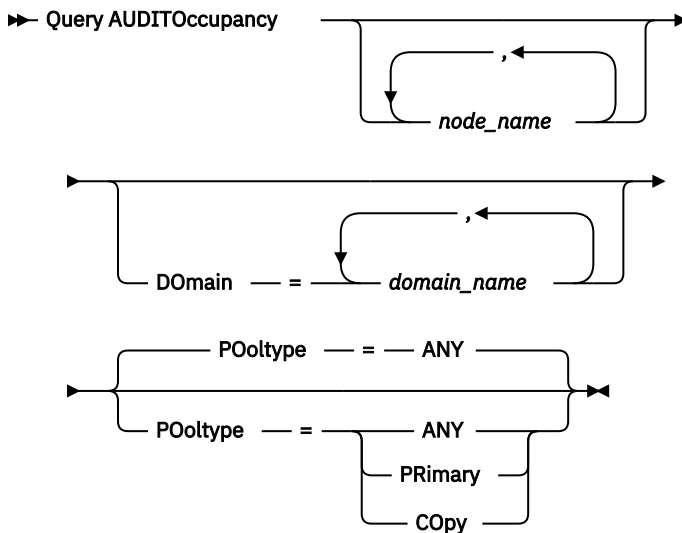 Query AUDITOccupancy
,
node_name
,
DOmain = domain_name
POoltype = ANY
POoltype = ANY
PRimary
COpy